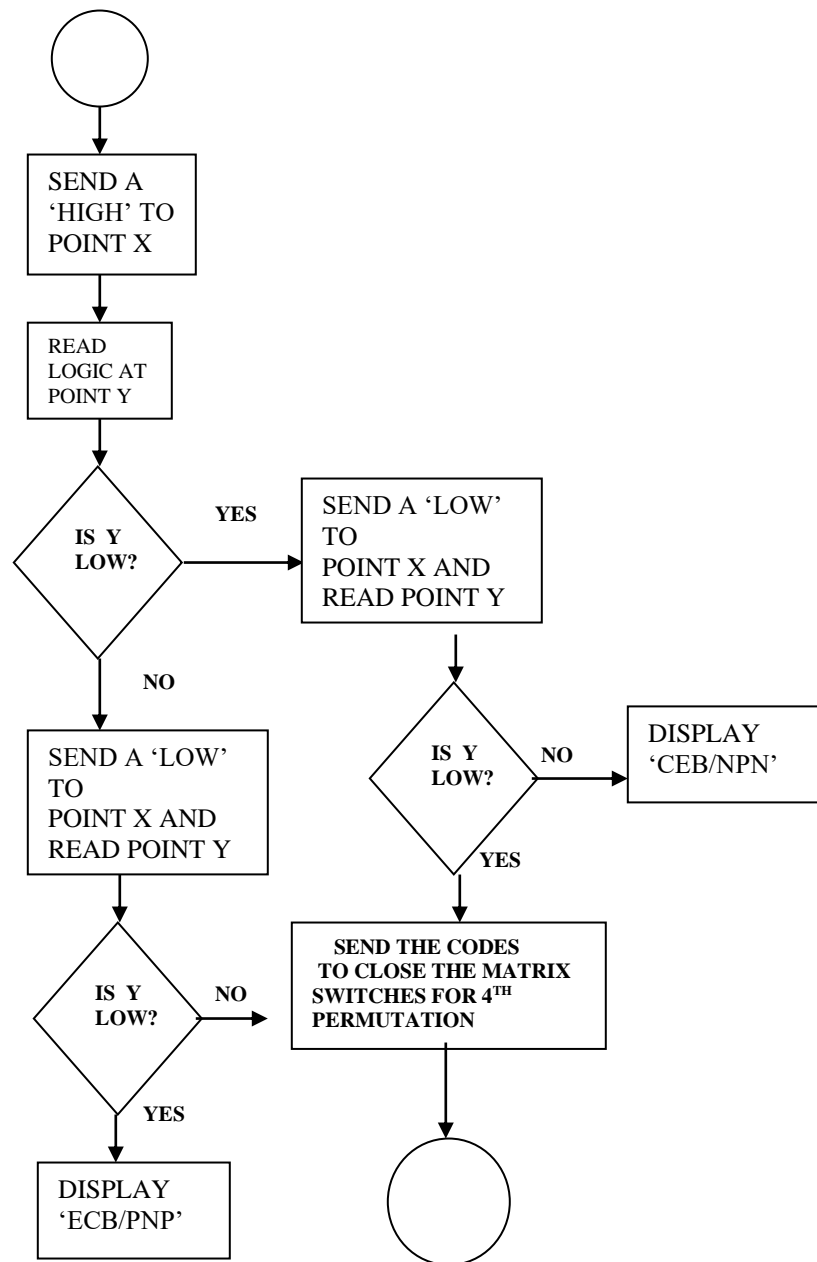 SEND A
‘HIGH’ TO
POINT X
READ
LOGIC AT
POINT Y
IS Y
LOW?
YES
SEND A ‘LOW’
TO
POINT X AND
READ POINT Y
NO
SEND A ‘LOW’
TO
POINT X AND
READ POINT Y
IS Y
LOW?
NO
DISPLAY
‘CEB/NPN’
YES
SEND THE CODES
TO CLOSE THE MATRIX
SWITCHES FOR 4TH
PERMUTATION
IS Y
LOW?
NO
YES
DISPLAY
‘ECB/PNP’